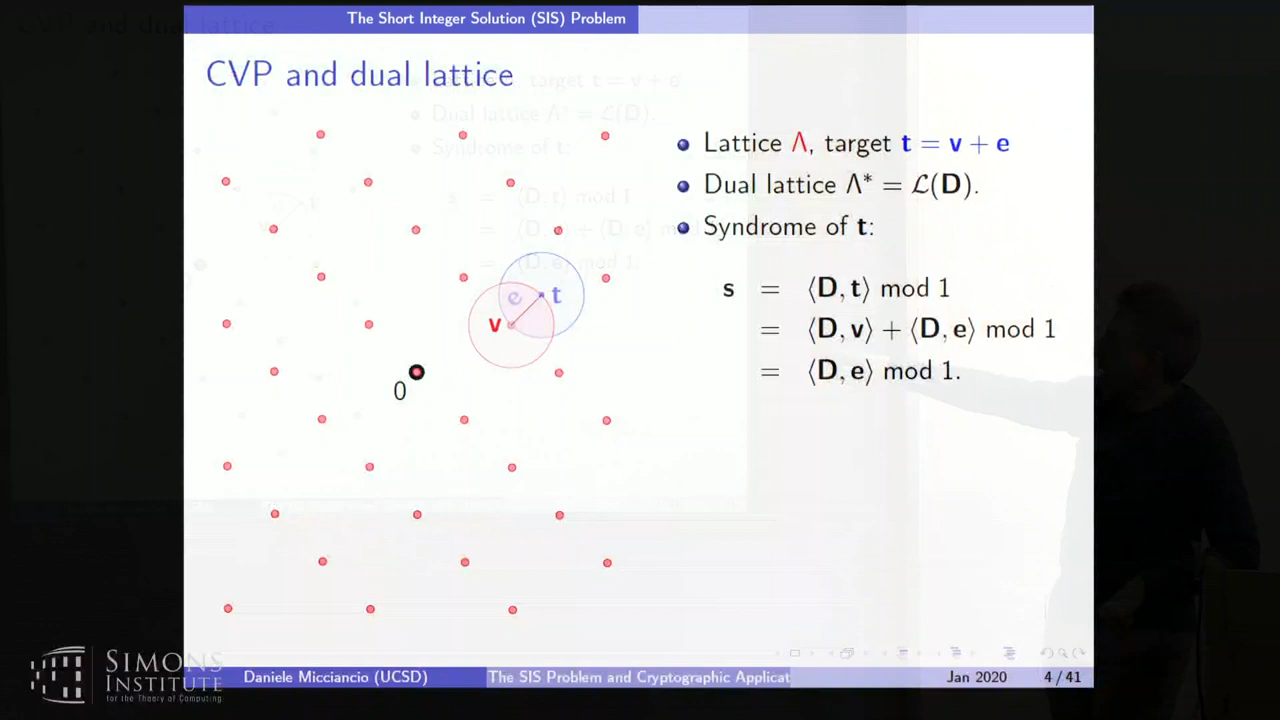 The Short Integer Solution (SIS) Problem
CVP and dual lattice
Lattice Λ, target t = v + e
Dual lattice Λ* = ℒ(D).
Syndrome of t:
s = ⟨D, t⟩ mod 1
= ⟨D, v⟩ + ⟨D, e⟩ mod 1
= ⟨D, e⟩ mod 1.
e t
v
0
SIMONS
INSTITUTE
for the Theory of Computing
Daniele Micciancio (UCSD)
The SIS Problem and Cryptographic Applicat
Jan 2020
4 / 41